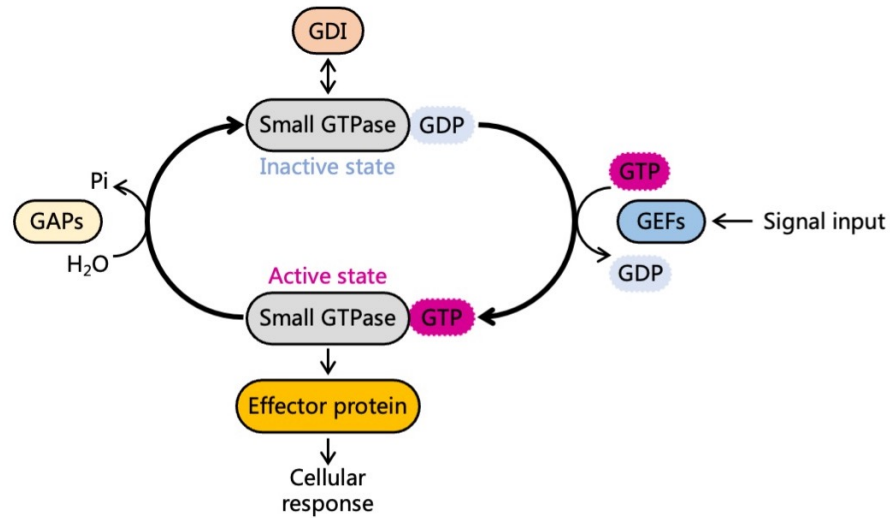 GDI
Small GTPase GDP
Inactive state
GTP
Pi
GAPs
GEFs
Signal input
H₂O
GDP
Active state
Small GTPase GTP
Effector protein
Cellular
response